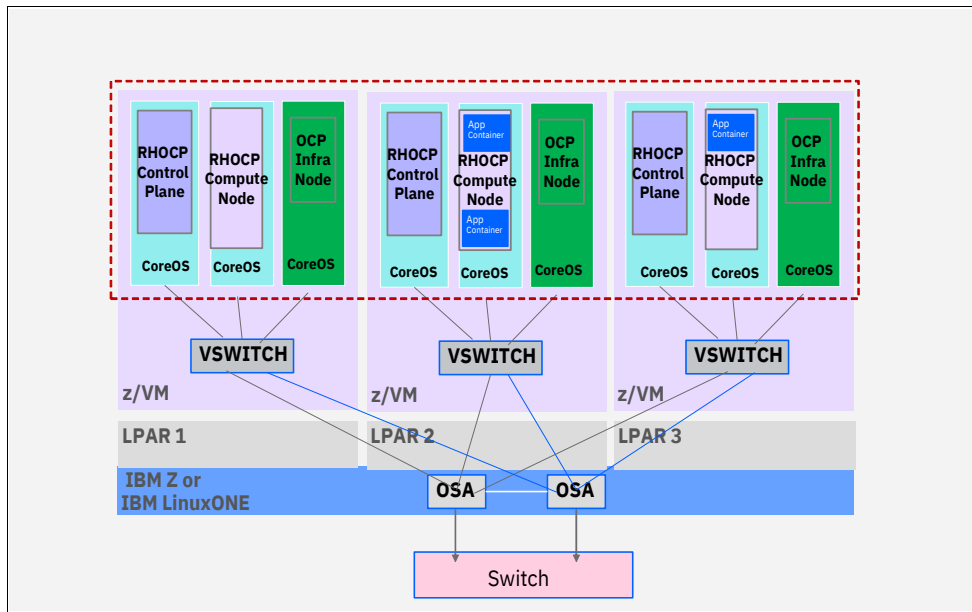 RHOCP
Control
Plane
CoreOS
RHOCP
Compute
Node
CoreOS
OCP
Infra
Node
CoreOS
RHOCP
Control
Plane
CoreOS
App
Container
RHOCP
Compute
Node
App
Container
CoreOS
OCP
Infra
Node
CoreOS
RHOCP
Control
Plane
CoreOS
App
Container
RHOCP
Compute
Node
CoreOS
OCP
Infra
Node
CoreOS
VSWITCH
VSWITCH
VSWITCH
z/VM
z/VM
z/VM
LPAR 1
LPAR 2
LPAR 3
IBM Z or
IBM LinuxONE
OSA
OSA
Switch